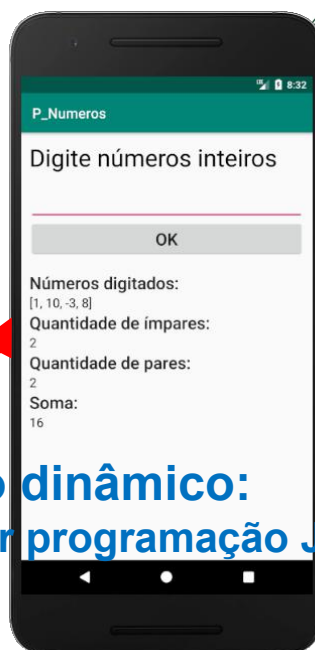 8:32
P_Numeros
Digite números inteiros
OK
Números digitados:
[1, 10, -3, 8]
Quantidade de ímpares:
2
Quantidade de pares:
2
Soma:
16
dinâmico:
programação